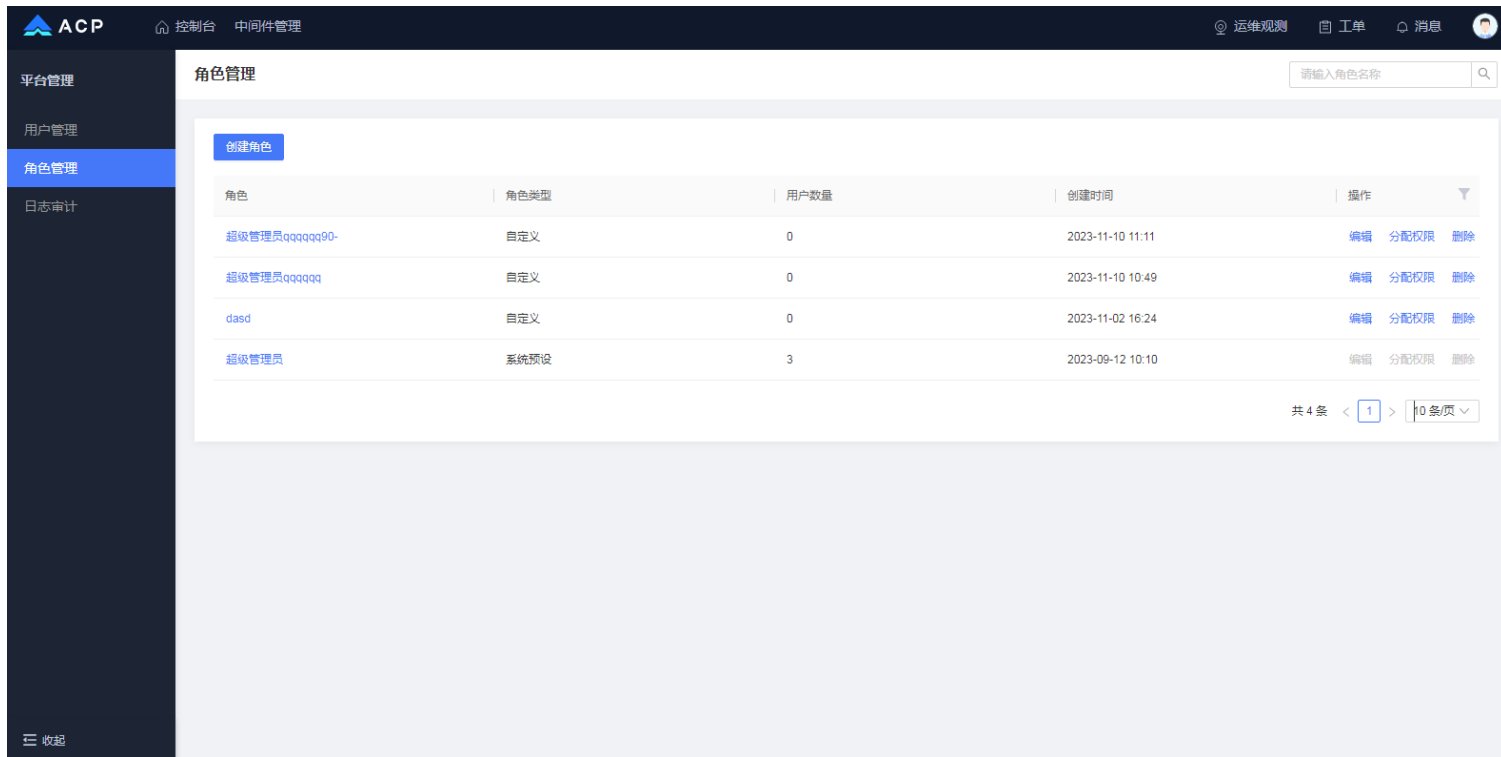 ACP 控制台 中间件管理 运维观测 工单 消息
平台管理
用户管理
角色管理
日志审计
收起
角色管理 请输入角色名称
创建角色
角色 角色类型 用户数量 创建时间 操作
超级管理员qqqqqq90- 自定义 0 2023-11-10 11:11 编辑 分配权限 删除
超级管理员qqqqqq 自定义 0 2023-11-10 10:49 编辑 分配权限 删除
dasd 自定义 0 2023-11-02 16:24 编辑 分配权限 删除
超级管理员 系统预设 3 2023-09-12 10:10 编辑 分配权限 删除
共 4 条 < 1 > 10 条/页